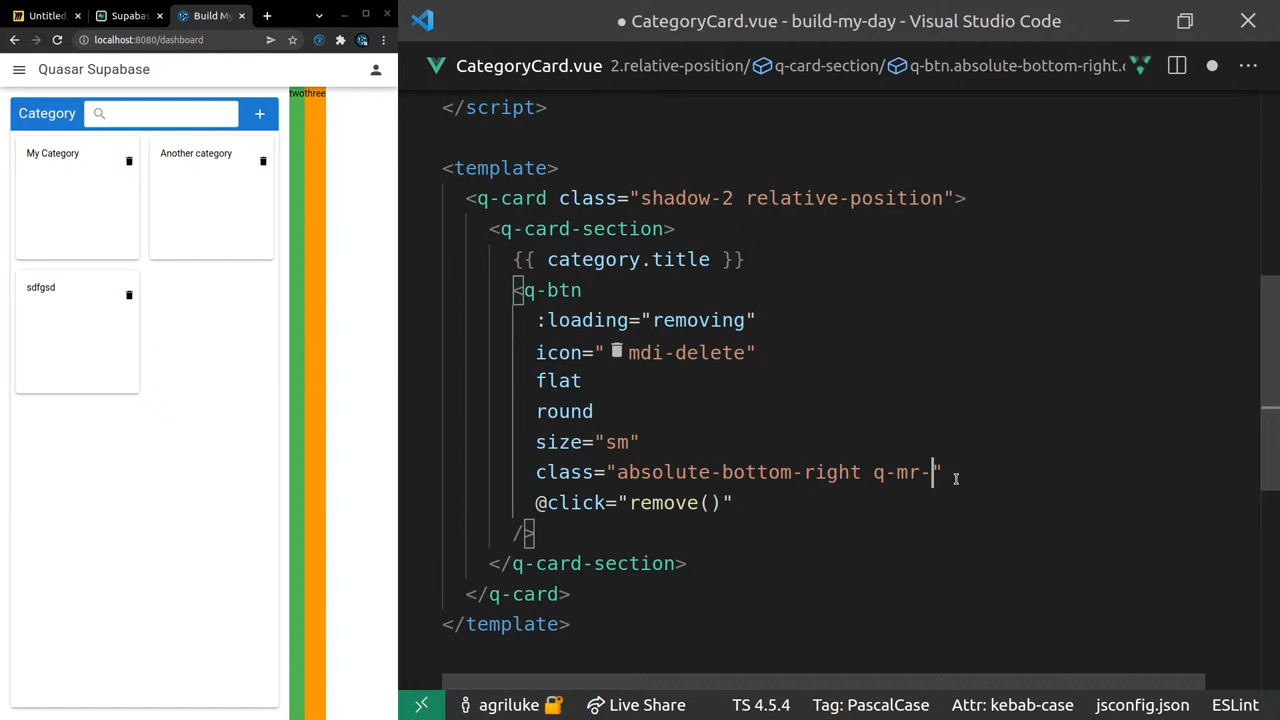 Untitled,
Supabas
Build My
localhost:8080/dashboard
Quasar Supabase
twothree
Category
My Category
Another category
sdfgsd
CategoryCard.vue - build-my-day - Visual Studio Code
CategoryCard.vue 2.relative-position/ q-card-section/ q-btn.absolute-bottom-right.c
</script>
<template>
<q-card class="shadow-2 relative-position">
<q-card-section>
{{ category.title }}
<q-btn
:loading="removing"
icon="mdi-delete"
flat
round
size="sm"
class="absolute-bottom-right q-mr-"
@click="remove()"
/>
</q-card-section>
</q-card>
</template>
agriluke Live Share TS 4.5.4 Tag: PascalCase Attr: kebab-case jsconfig.json ESLint